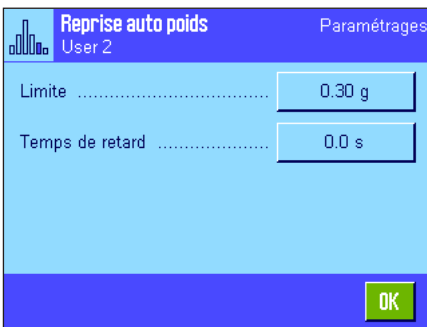 Reprise auto poids Paramétrages
User 2
Limite .................................... 0.30 g
Temps de retard ..................... 0.0 s
OK